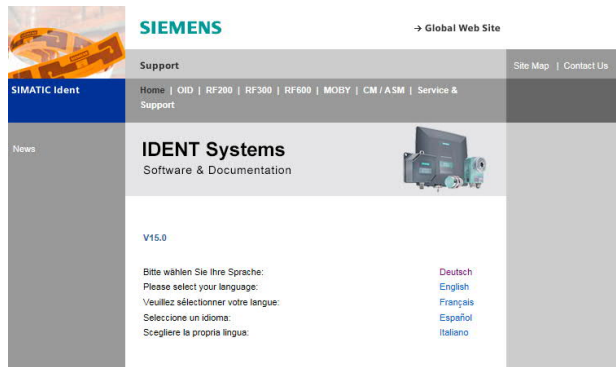 SIEMENS
→ Global Web Site
Support
Site Map | Contact Us
SIMATIC Ident
Home | OID | RF200 | RF300 | RF600 | MOBY | CM / ASM | Service &
Support
News
IDENT Systems
Software & Documentation
V15.0
Bitte wählen Sie Ihre Sprache: Deutsch
Please select your language: English
Veuillez sélectionner votre langue: Français
Seleccione un idioma: Español
Scegliere la propria lingua: Italiano